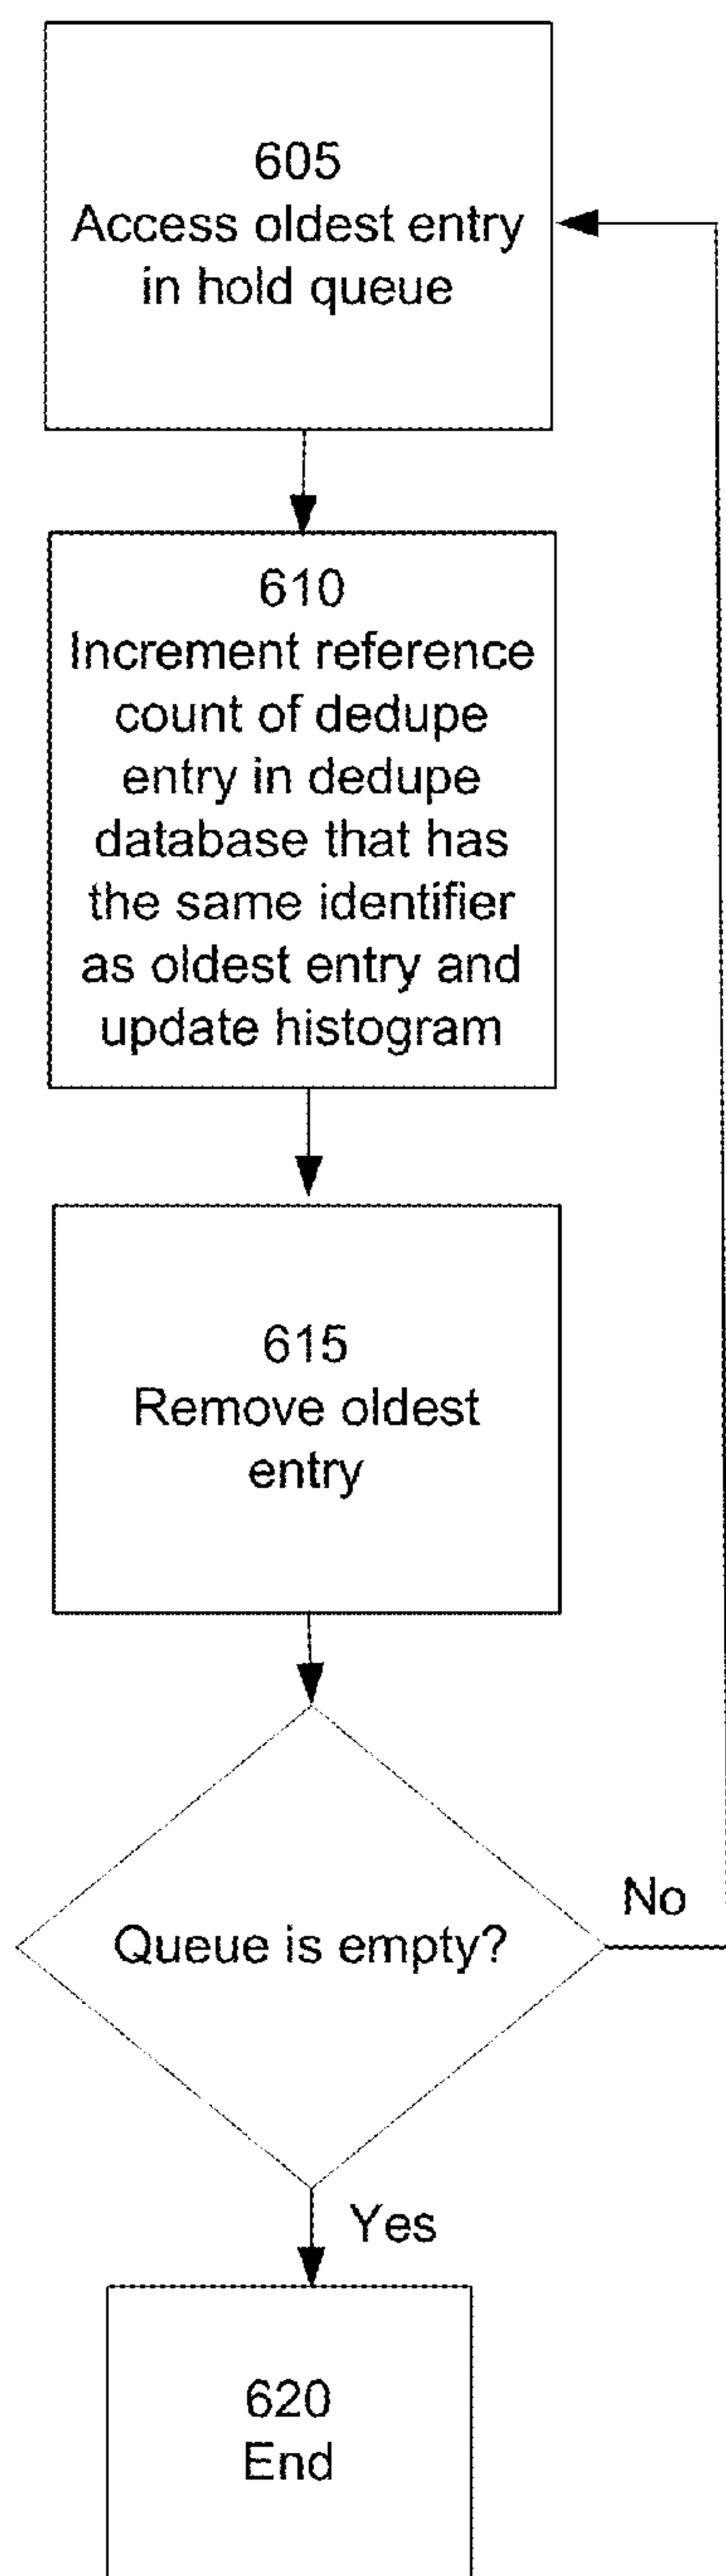 605
Access oldest entry
in hold queue
610
Increment reference
count of dedupe
entry in dedupe
database that has
the same identifier
as oldest entry and
update histogram
615
Remove oldest
entry
Queue is empty?
No
Yes
620
End